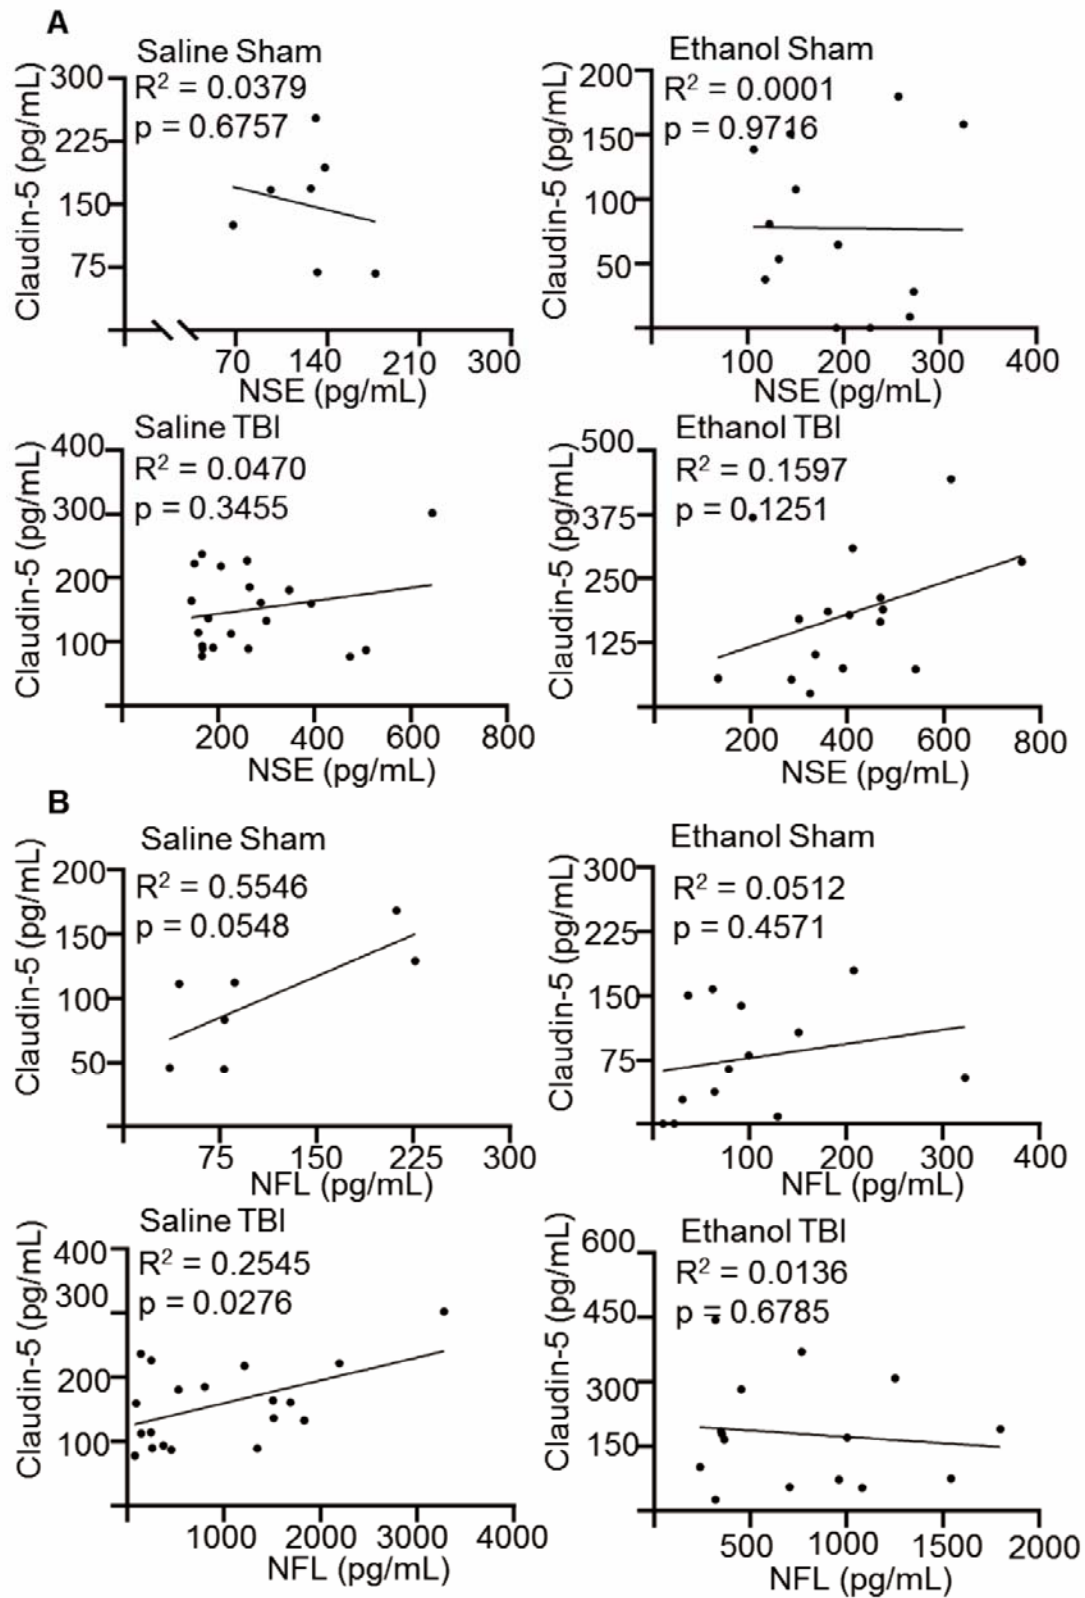 A
Saline Sham
R² = 0.0379
p = 0.6757
Claudin-5 (pg/mL)
300
225
150
75
70 140 210 300
NSE (pg/mL)
Ethanol Sham
R² = 0.0001
p = 0.9716
Claudin-5 (pg/mL)
200
150
100
50
100 200 300 400
NSE (pg/mL)
Saline TBI
R² = 0.0470
p = 0.3455
Claudin-5 (pg/mL)
400
300
200
100
200 400 600 800
NSE (pg/mL)
Ethanol TBI
R² = 0.1597
p = 0.1251
Claudin-5 (pg/mL)
500
375
250
125
200 400 600 800
NSE (pg/mL)
B
Saline Sham
R² = 0.5546
p = 0.0548
Claudin-5 (pg/mL)
200
150
100
50
75 150 225 300
NFL (pg/mL)
Ethanol Sham
R² = 0.0512
p = 0.4571
Claudin-5 (pg/mL)
300
225
150
75
100 200 300 400
NFL (pg/mL)
Saline TBI
R² = 0.2545
p = 0.0276
Claudin-5 (pg/mL)
400
300
200
100
1000 2000 3000 4000
NFL (pg/mL)
Ethanol TBI
R² = 0.0136
p = 0.6785
Claudin-5 (pg/mL)
600
450
300
150
500 1000 1500 2000
NFL (pg/mL)